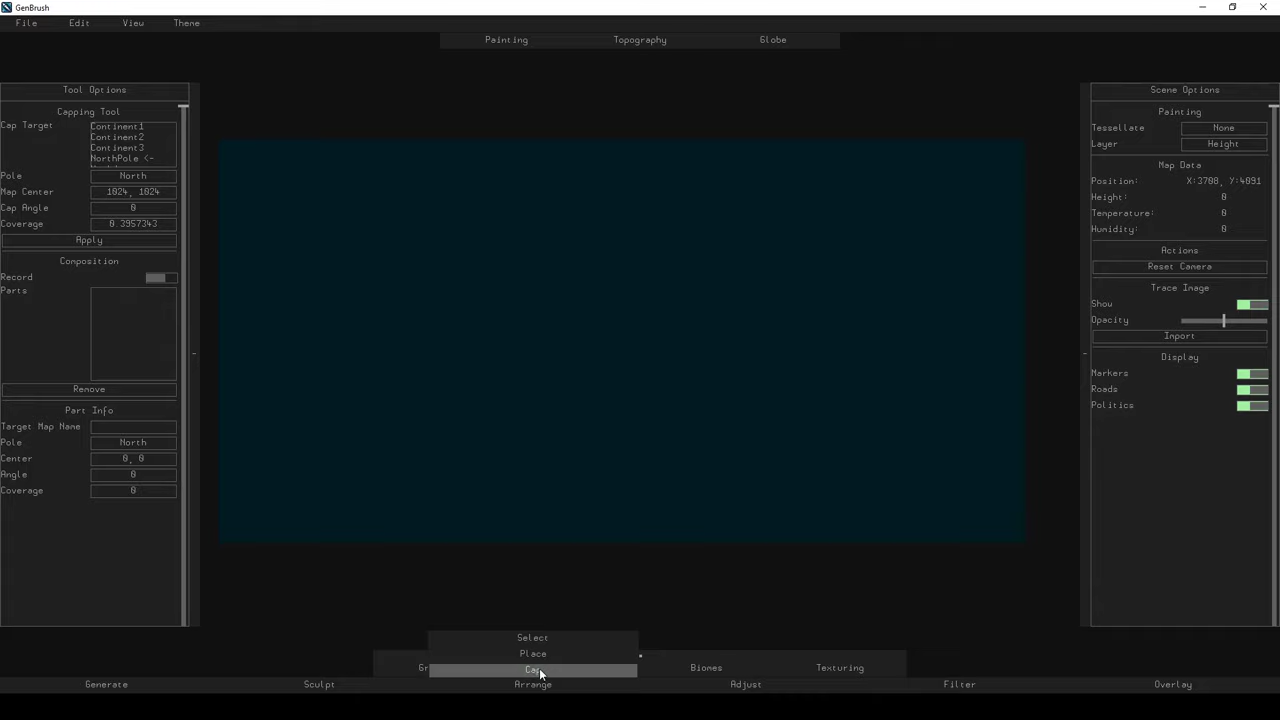 GenBrush
File Edit View Theme
Painting Topography Globe
Tool Options
Capping Tool
Cap Target
Continent1
Continent2
Continent3
NorthPole <-
Pole North
Map Center 1024, 1024
Cap Angle 0
Coverage 0.3957343
Apply
Composition
Record
Parts
Remove
Part Info
Target Map Name
Pole North
Center 0, 0
Angle 0
Coverage 0
Scene Options
Painting
Tessellate None
Layer Height
Map Data
Position: X:3708, Y:4091
Height: 0
Temperature: 0
Humidity: 0
Actions
Reset Camera
Trace Image
Show
Opacity
Import
Display
Markers
Roads
Politics
Select
Place
Cap
Biomes Texturing
Generate Sculpt Arrange Adjust Filter Overlay